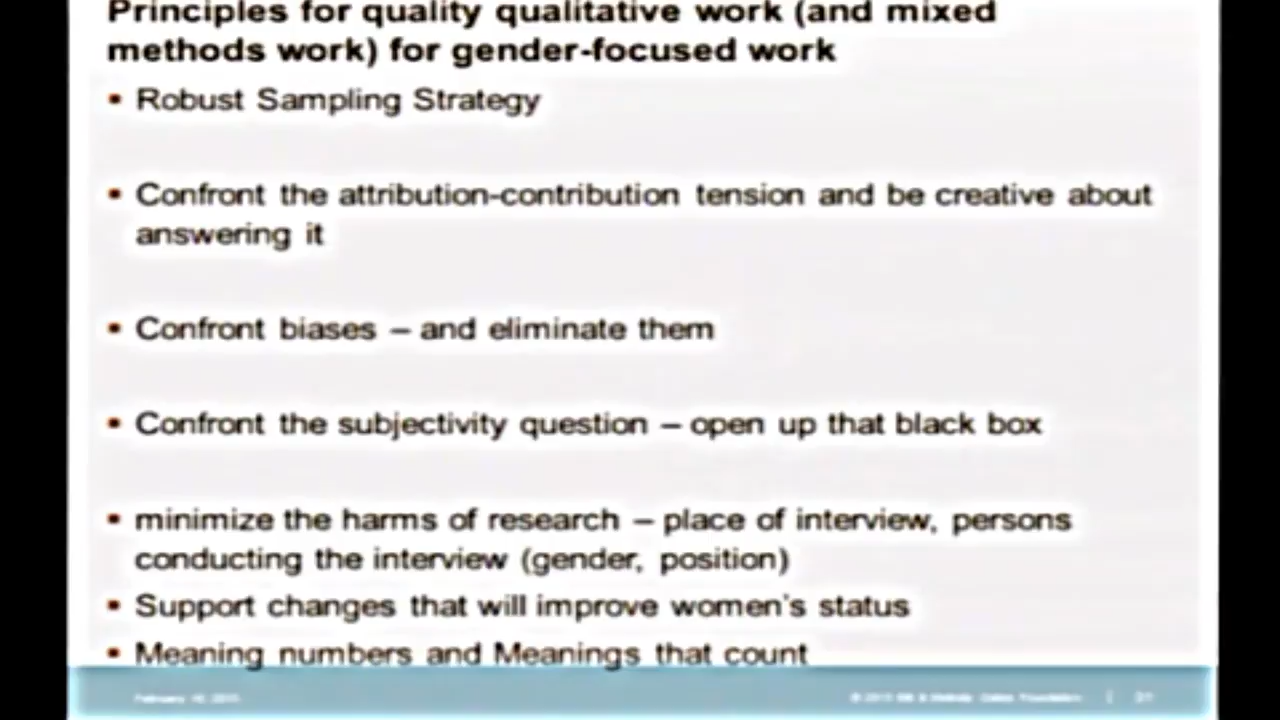 Principles for quality qualitative work (and mixed
methods work) for gender-focused work
▪ Robust Sampling Strategy
▪ Confront the attribution-contribution tension and be creative about
answering it
▪ Confront biases – and eliminate them
▪ Confront the subjectivity question – open up that black box
▪ minimize the harms of research – place of interview, persons
conducting the interview (gender, position)
▪ Support changes that will improve women's status
▪ Meaning numbers and Meanings that count
February
Foundation |